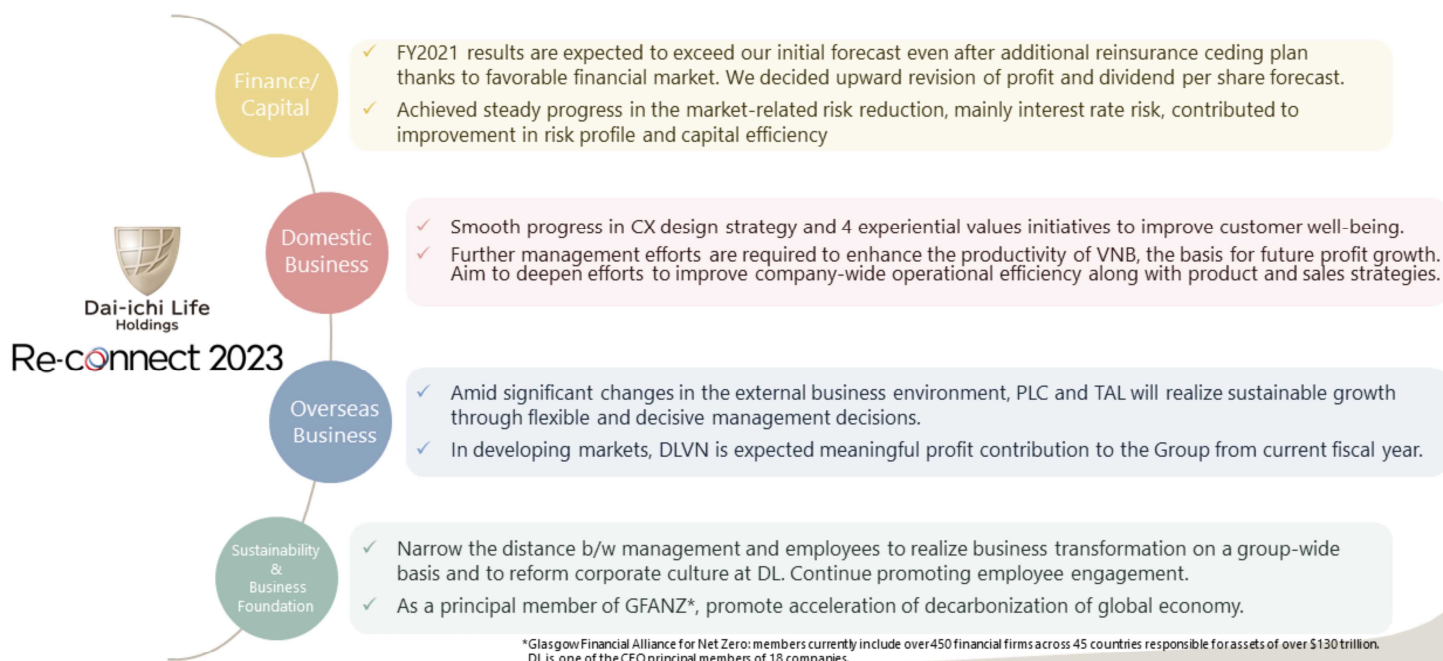 Finance/
Capital
✓ FY2021 results are expected to exceed our initial forecast even after additional reinsurance ceding plan
thanks to favorable financial market. We decided upward revision of profit and dividend per share forecast.
✓ Achieved steady progress in the market-related risk reduction, mainly interest rate risk, contributed to
improvement in risk profile and capital efficiency
Dai-ichi Life
Holdings
Re-connect 2023
Domestic
Business
✓ Smooth progress in CX design strategy and 4 experiential values initiatives to improve customer well-being.
✓ Further management efforts are required to enhance the productivity of VNB, the basis for future profit growth.
Aim to deepen efforts to improve company-wide operational efficiency along with product and sales strategies.
Overseas
Business
✓ Amid significant changes in the external business environment, PLC and TAL will realize sustainable growth
through flexible and decisive management decisions.
✓ In developing markets, DLVN is expected meaningful profit contribution to the Group from current fiscal year.
Sustainability
&
Business
Foundation
✓ Narrow the distance b/w management and employees to realize business transformation on a group-wide
basis and to reform corporate culture at DL. Continue promoting employee engagement.
✓ As a principal member of GFANZ*, promote acceleration of decarbonization of global economy.
*Glasgow Financial Alliance for Net Zero: members currently include over 450 financial firms across 45 countries responsible for assets of over $130 trillion.
DL is one of the CEO principal members of 18 companies.